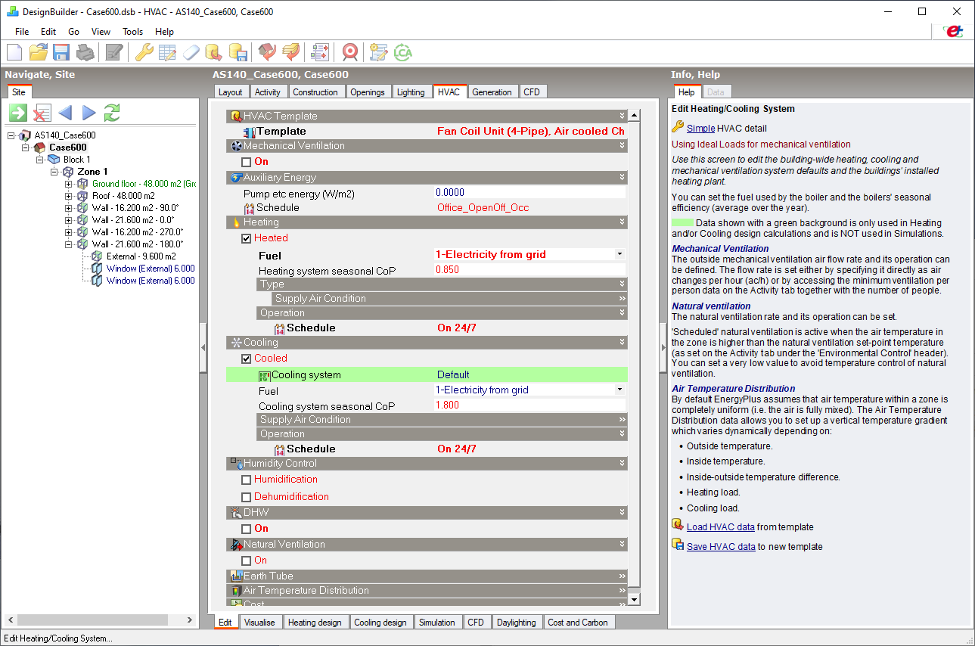 DesignBuilder - Case600.dsb - HVAC - AS140_Case600, Case600
File Edit Go View Tools Help
Navigate, Site
Site
AS140_Case600
Case600
Block 1
Zone 1
Ground floor - 48.000 m2 (Gr
Roof - 48.000 m2
Wall - 16.200 m2 - 90.0°
Wall - 21.600 m2 - 0.0°
Wall - 16.200 m2 - 270.0°
Wall - 21.600 m2 - 180.0°
External - 9.600 m2
Window (External) 6.000
Window (External) 6.000
AS140_Case600, Case600
Layout Activity Construction Openings Lighting HVAC Generation CFD
HVAC Template
Template Fan Coil Unit (4-Pipe), Air cooled Ch
Mechanical Ventilation
On
Auxiliary Energy
Pump etc energy (W/m2) 0.0000
Schedule Office_OpenOff_Occ
Heating
Heated
Fuel 1-Electricity from grid
Heating system seasonal CoP 0.850
Type
Supply Air Condition
Operation
Schedule On 24/7
Cooling
Cooled
Cooling system Default
Fuel 1-Electricity from grid
Cooling system seasonal CoP 1.800
Supply Air Condition
Operation
Schedule On 24/7
Humidity Control
Humidification
Dehumidification
DHW
On
Natural Ventilation
On
Earth Tube
Air Temperature Distribution
Cost
Edit Visualise Heating design Cooling design Simulation CFD Daylighting Cost and Carbon
Info, Help
Help Data
Edit Heating/Cooling System
Simple HVAC detail
Using Ideal Loads for mechanical ventilation
Use this screen to edit the building-wide heating, cooling and
mechanical ventilation system defaults and the buildings' installed
heating plant.
You can set the fuel used by the boiler and the boilers' seasonal
efficiency (average over the year).
Data shown with a green background is only used in Heating
and/or Cooling design calculations and is NOT used in Simulations.
Mechanical Ventilation
The outside mechanical ventilation air flow rate and its operation can
be defined. The flow rate is set either by specifying it directly as air
changes per hour (ac/h) or by accessing the minimum ventilation per
person data on the Activity tab together with the number of people.
Natural ventilation
The natural ventilation rate and its operation can be set.
'Scheduled' natural ventilation is active when the air temperature in
the zone is higher than the natural ventilation set-point temperature
(as set on the Activity tab under the 'Environmental Control' header).
You can set a very low value to avoid temperature control of natural
ventilation.
Air Temperature Distribution
By default EnergyPlus assumes that air temperature within a zone is
completely uniform (i.e. the air is fully mixed). The Air Temperature
Distribution data allows you to set up a vertical temperature gradient
which varies dynamically depending on:
• Outside temperature.
• Inside temperature.
• Inside-outside temperature difference.
• Heating load.
• Cooling load.
Load HVAC data from template
Save HVAC data to new template
Edit Heating/Cooling System...